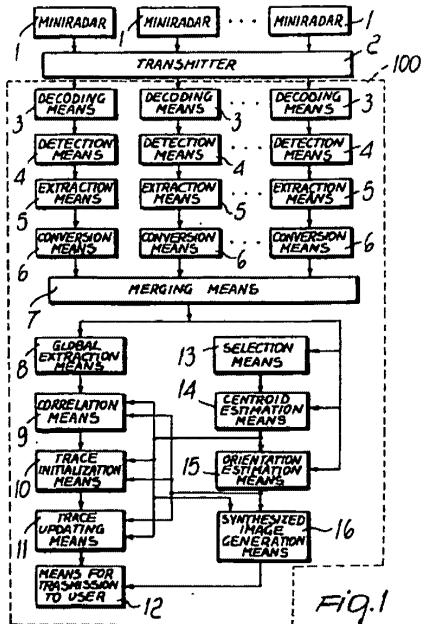 MINIRADAR MINIRADAR · · · MINIRADAR 1
1 1
TRANSMITTER 2
100
DECODING MEANS DECODING MEANS · · · DECODING MEANS 3
3 3
DETECTION MEANS DETECTION MEANS · · · DETECTION MEANS 4
4 4
EXTRACTION MEANS EXTRACTION MEANS · · · EXTRACTION MEANS 5
5 5
CONVERSION MEANS CONVERSION MEANS · · · CONVERSION MEANS 6
6 6
MERGING MEANS
7
GLOBAL EXTRACTION MEANS
8
CORRELATION MEANS
9
TRACE INITIALIZATION MEANS
10
TRACE UPDATING MEANS
11
MEANS FOR TRASMISSION TO USER 12
13 SELECTION MEANS
14 CENTROID ESTIMATION MEANS
15 ORIENTATION ESTIMATION MEANS
SYNTHESIZED IMAGE GENERATION MEANS 16
Fig.1